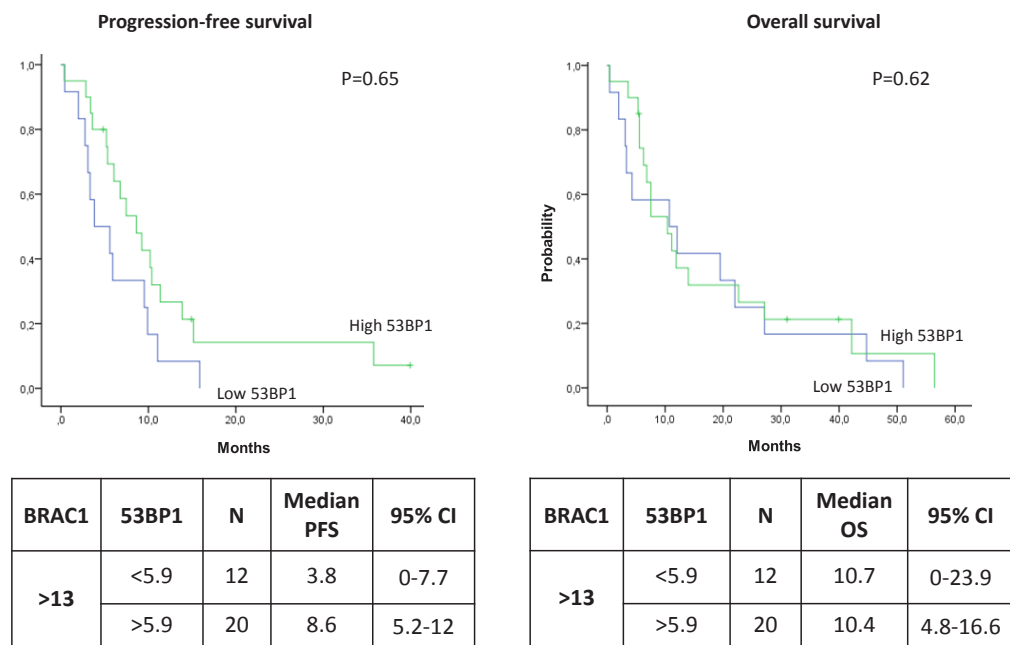 Progression-free survival
P=0.65
1,0
0,8
0,6
0,4
0,2
0,0
High 53BP1
Low 53BP1
,0 10,0 20,0 30,0 40,0
Months
BRAC1 53BP1 N Median PFS 95% CI
>13 <5.9 12 3.8 0-7.7
>5.9 20 8.6 5.2-12
Overall survival
P=0.62
Probability
1,0
0,8
0,6
0,4
0,2
0,0
High 53BP1
Low 53BP1
,0 10,0 20,0 30,0 40,0 50,0 60,0
Months
BRAC1 53BP1 N Median OS 95% CI
>13 <5.9 12 10.7 0-23.9
>5.9 20 10.4 4.8-16.6